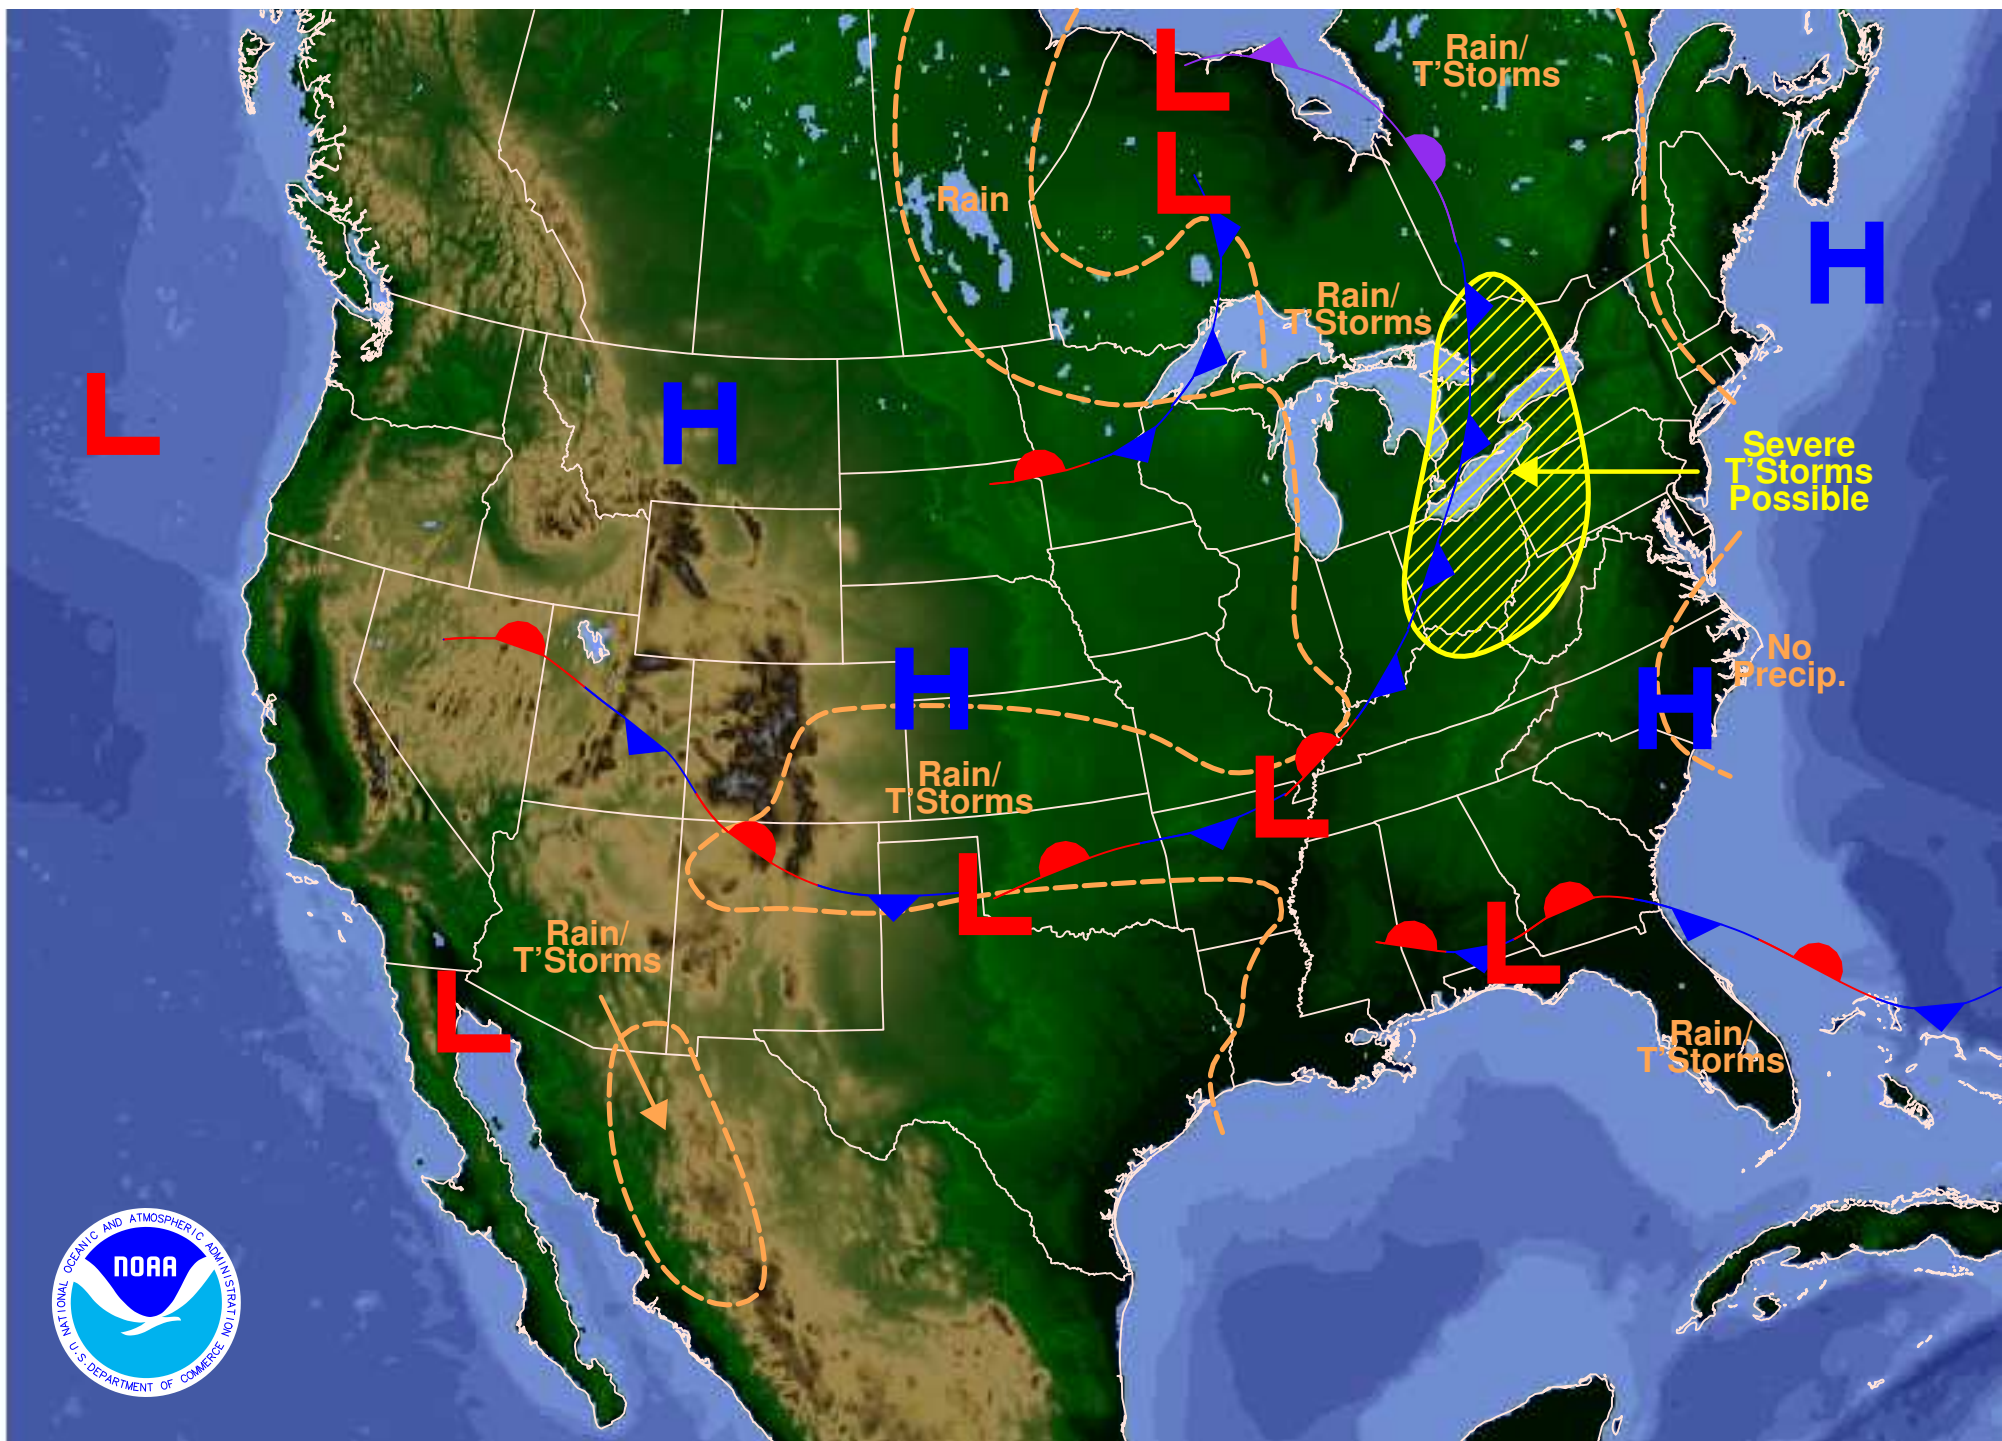 L
Rain/
T'Storms
L
Rain
H
Rain/
T'Storms
L
H
Severe
T'Storms
Possible
No
Precip.
H
H
Rain/
T'Storms
L
L
Rain/
T'Storms
L
L
Rain/
T'Storms
NATIONAL OCEANIC AND ATMOSPHERIC ADMINISTRATION
NOAA
U.S. DEPARTMENT OF COMMERCE